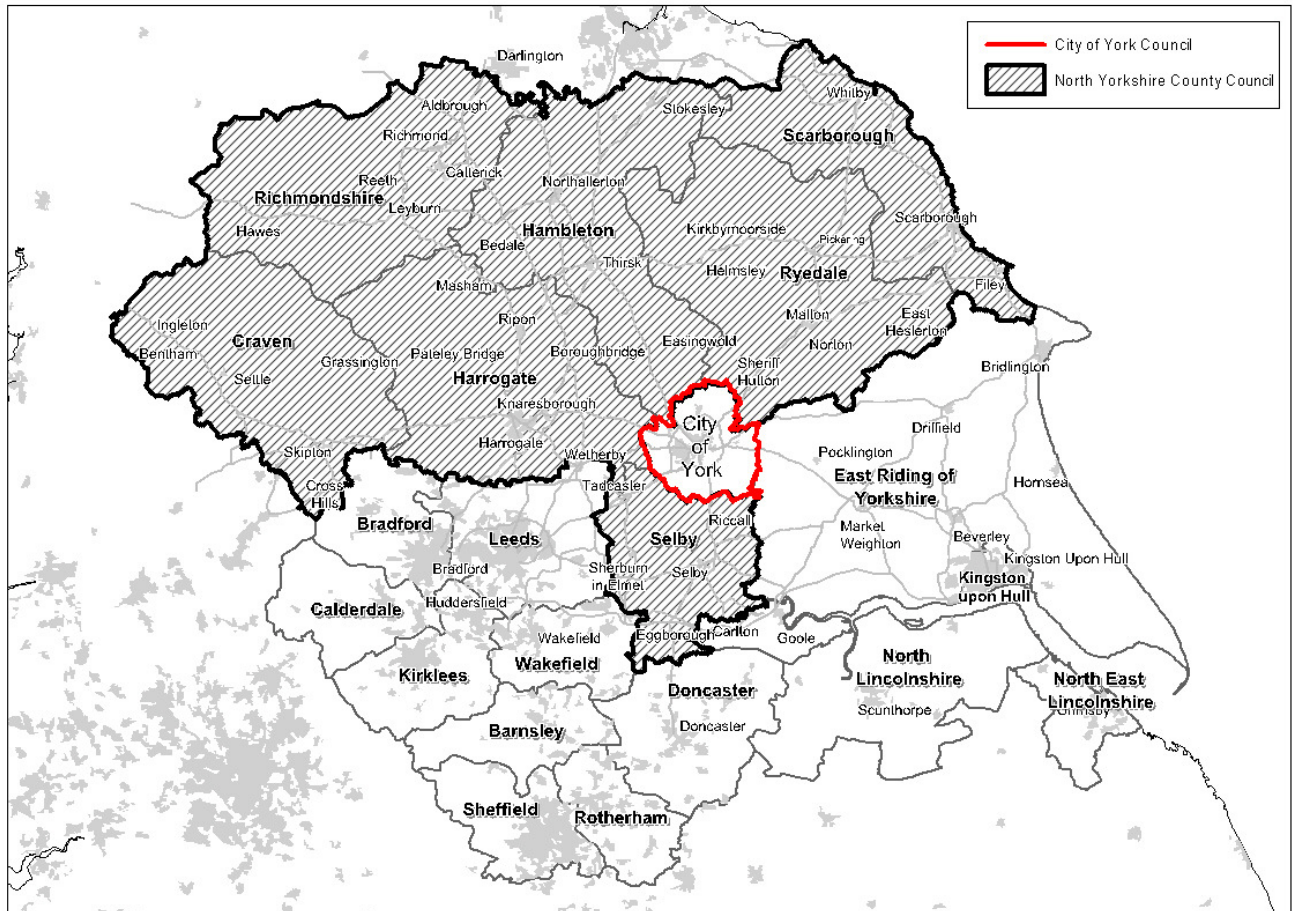 City of York Council
North Yorkshire County Council
Darlington
Aldbrough
Stokesley
Whitby
Richmond
Scarborough
Catterick
Reeth
Northallerton
Richmondshire
Leyburn
Scarborough
Hawes
Hambleton
Kirkbymoorside
Pickering
Bedale
Thirsk
Helmsley
Ryedale
Masham
Filey
Ingleton
Ripon
Malton
East
Heslerton
Craven
Bentham
Grassington
Pateley Bridge
Boroughbridge
Easingwold
Norton
Settle
Harrogate
Sheriff
Hutton
Bridlington
Knaresborough
City
of
York
Driffield
Harrogate
Skipton
Wetherby
Pocklington
Cross
Hills
Tadcaster
East Riding of
Yorkshire
Hornsea
Bradford
Leeds
Riccall
Selby
Market
Weighton
Beverley
Bradford
Sherburn
in Elmet
Selby
Kingston Upon Hull
Kingston
upon Hull
Calderdale
Huddersfield
Wakefield
Eggborough
Carlton
Goole
Kirklees
Wakefield
North
Lincolnshire
Doncaster
North East
Lincolnshire
Scunthorpe
Grimsby
Barnsley
Doncaster
Sheffield
Rotherham